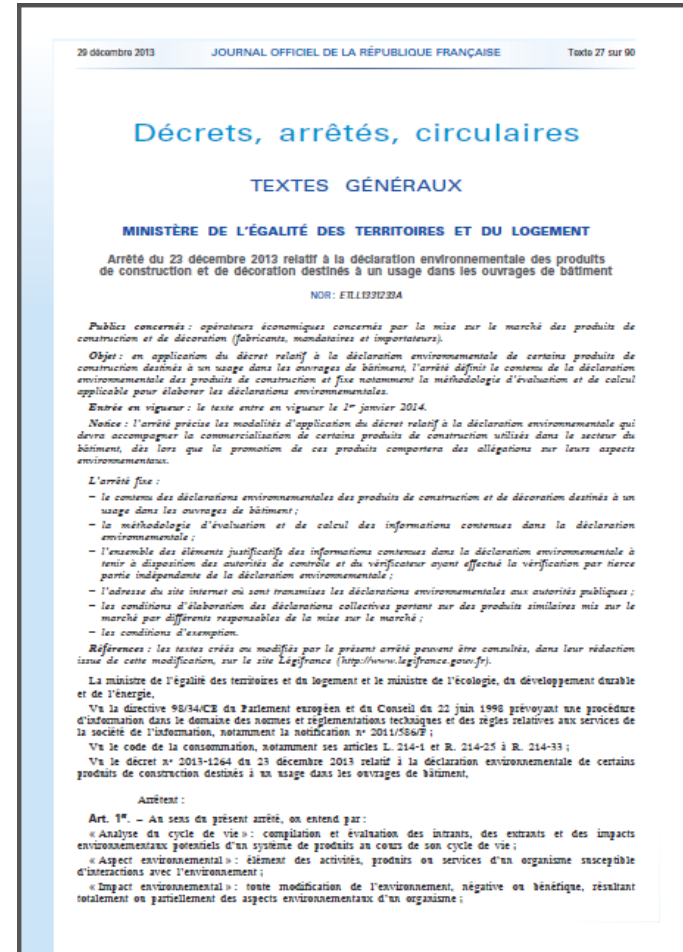 29 décembre 2013 JOURNAL OFFICIEL DE LA RÉPUBLIQUE FRANÇAISE Texte 27 sur 90
Décrets, arrêtés, circulaires
TEXTES GÉNÉRAUX
MINISTÈRE DE L'ÉGALITÉ DES TERRITOIRES ET DU LOGEMENT
Arrêté du 23 décembre 2013 relatif à la déclaration environnementale des produits
de construction et de décoration destinés à un usage dans les ouvrages de bâtiment
NOR : ETLL1331233A
Publics concernés : opérateurs économiques concernés par la mise sur le marché des produits de
construction et de décoration (fabricants, mandataires et importateurs).
Objet : en application du décret relatif à la déclaration environnementale de certains produits de
construction destinés à un usage dans les ouvrages de bâtiment, l'arrêté définit le contenu de la déclaration
environnementale des produits de construction et fixe notamment la méthodologie d'évaluation et de calcul
applicable pour élaborer les déclarations environnementales.
Entrée en vigueur : le texte entre en vigueur le 1er janvier 2014.
Notice : l'arrêté précise les modalités d'application du décret relatif à la déclaration environnementale qui
devra accompagner la commercialisation de certains produits de construction utilisés dans le secteur du
bâtiment, dès lors que la promotion de ces produits comportera des allégations sur leurs aspects
environnementaux.
L'arrêté fixe :
– le contenu des déclarations environnementales des produits de construction et de décoration destinés à un
usage dans les ouvrages de bâtiment ;
– la méthodologie d'évaluation et de calcul des informations contenues dans la déclaration
environnementale ;
– l'ensemble des éléments justificatifs des informations contenues dans la déclaration environnementale à
tenir à disposition des autorités de contrôle et du vérificateur ayant effectué la vérification par tierce
partie indépendante de la déclaration environnementale ;
– l'adresse du site internet où sont transmises les déclarations environnementales aux autorités publiques ;
– les conditions d'élaboration des déclarations collectives portant sur des produits similaires mis sur le
marché par différents responsables de la mise sur le marché ;
– les conditions d'exemption.
Références : les textes créés ou modifiés par le présent arrêté peuvent être consultés, dans leur rédaction
issue de cette modification, sur le site Légifrance (http://www.legifrance.gouv.fr).
La ministre de l'égalité des territoires et du logement et le ministre de l'écologie, du développement durable
et de l'énergie,
Vu la directive 98/34/CE du Parlement européen et du Conseil du 22 juin 1998 prévoyant une procédure
d'information dans le domaine des normes et réglementations techniques et des règles relatives aux services de
la société de l'information, notamment la notification n° 2011/586/F ;
Vu le code de la consommation, notamment ses articles L. 214-1 et R. 214-25 à R. 214-33 ;
Vu le décret n° 2013-1264 du 23 décembre 2013 relatif à la déclaration environnementale de certains
produits de construction destinés à un usage dans les ouvrages de bâtiment,
Arrêtent :
Art. 1er. – Au sens du présent arrêté, on entend par :
« Analyse du cycle de vie » : compilation et évaluation des intrants, des extrants et des impacts
environnementaux potentiels d'un système de produits au cours de son cycle de vie ;
« Aspect environnemental » : élément des activités, produits ou services d'un organisme susceptible
d'interactions avec l'environnement ;
« Impact environnemental » : toute modification de l'environnement, négative ou bénéfique, résultant
totalement ou partiellement des aspects environnementaux d'un organisme ;